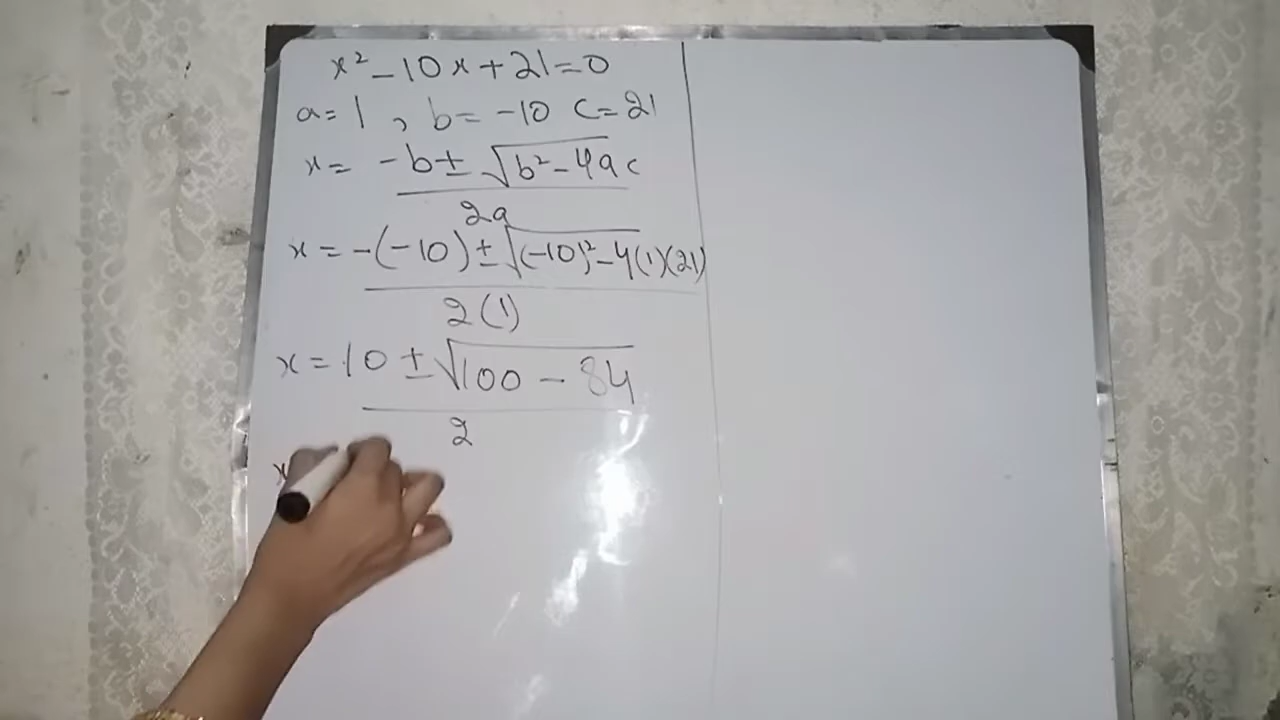 x² - 10x + 21 = 0
a = 1 , b = -10 c = 21
x = -b ± √b² - 4ac
2a
x = -(-10) ± √(-10)² - 4(1)(21)
2(1)
x = 10 ± √100 - 84
2
x